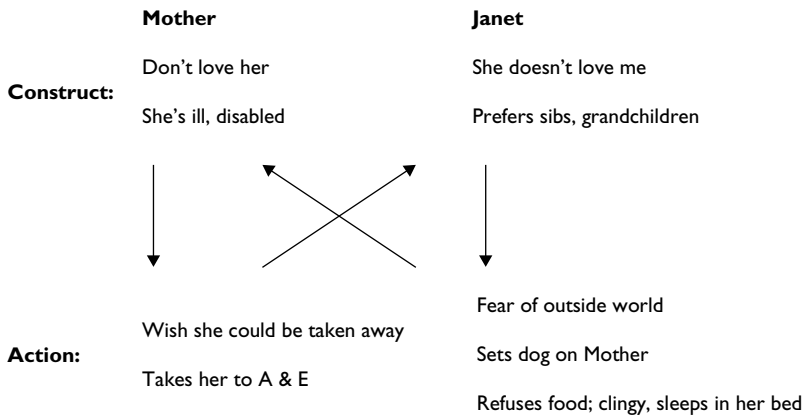 Mother Janet
Construct:
Don’t love her
She’s ill, disabled
She doesn’t love me
Prefers sibs, grandchildren
Action:
Wish she could be taken away
Takes her to A & E
Fear of outside world
Sets dog on Mother
Refuses food; clingy, sleeps in her bed